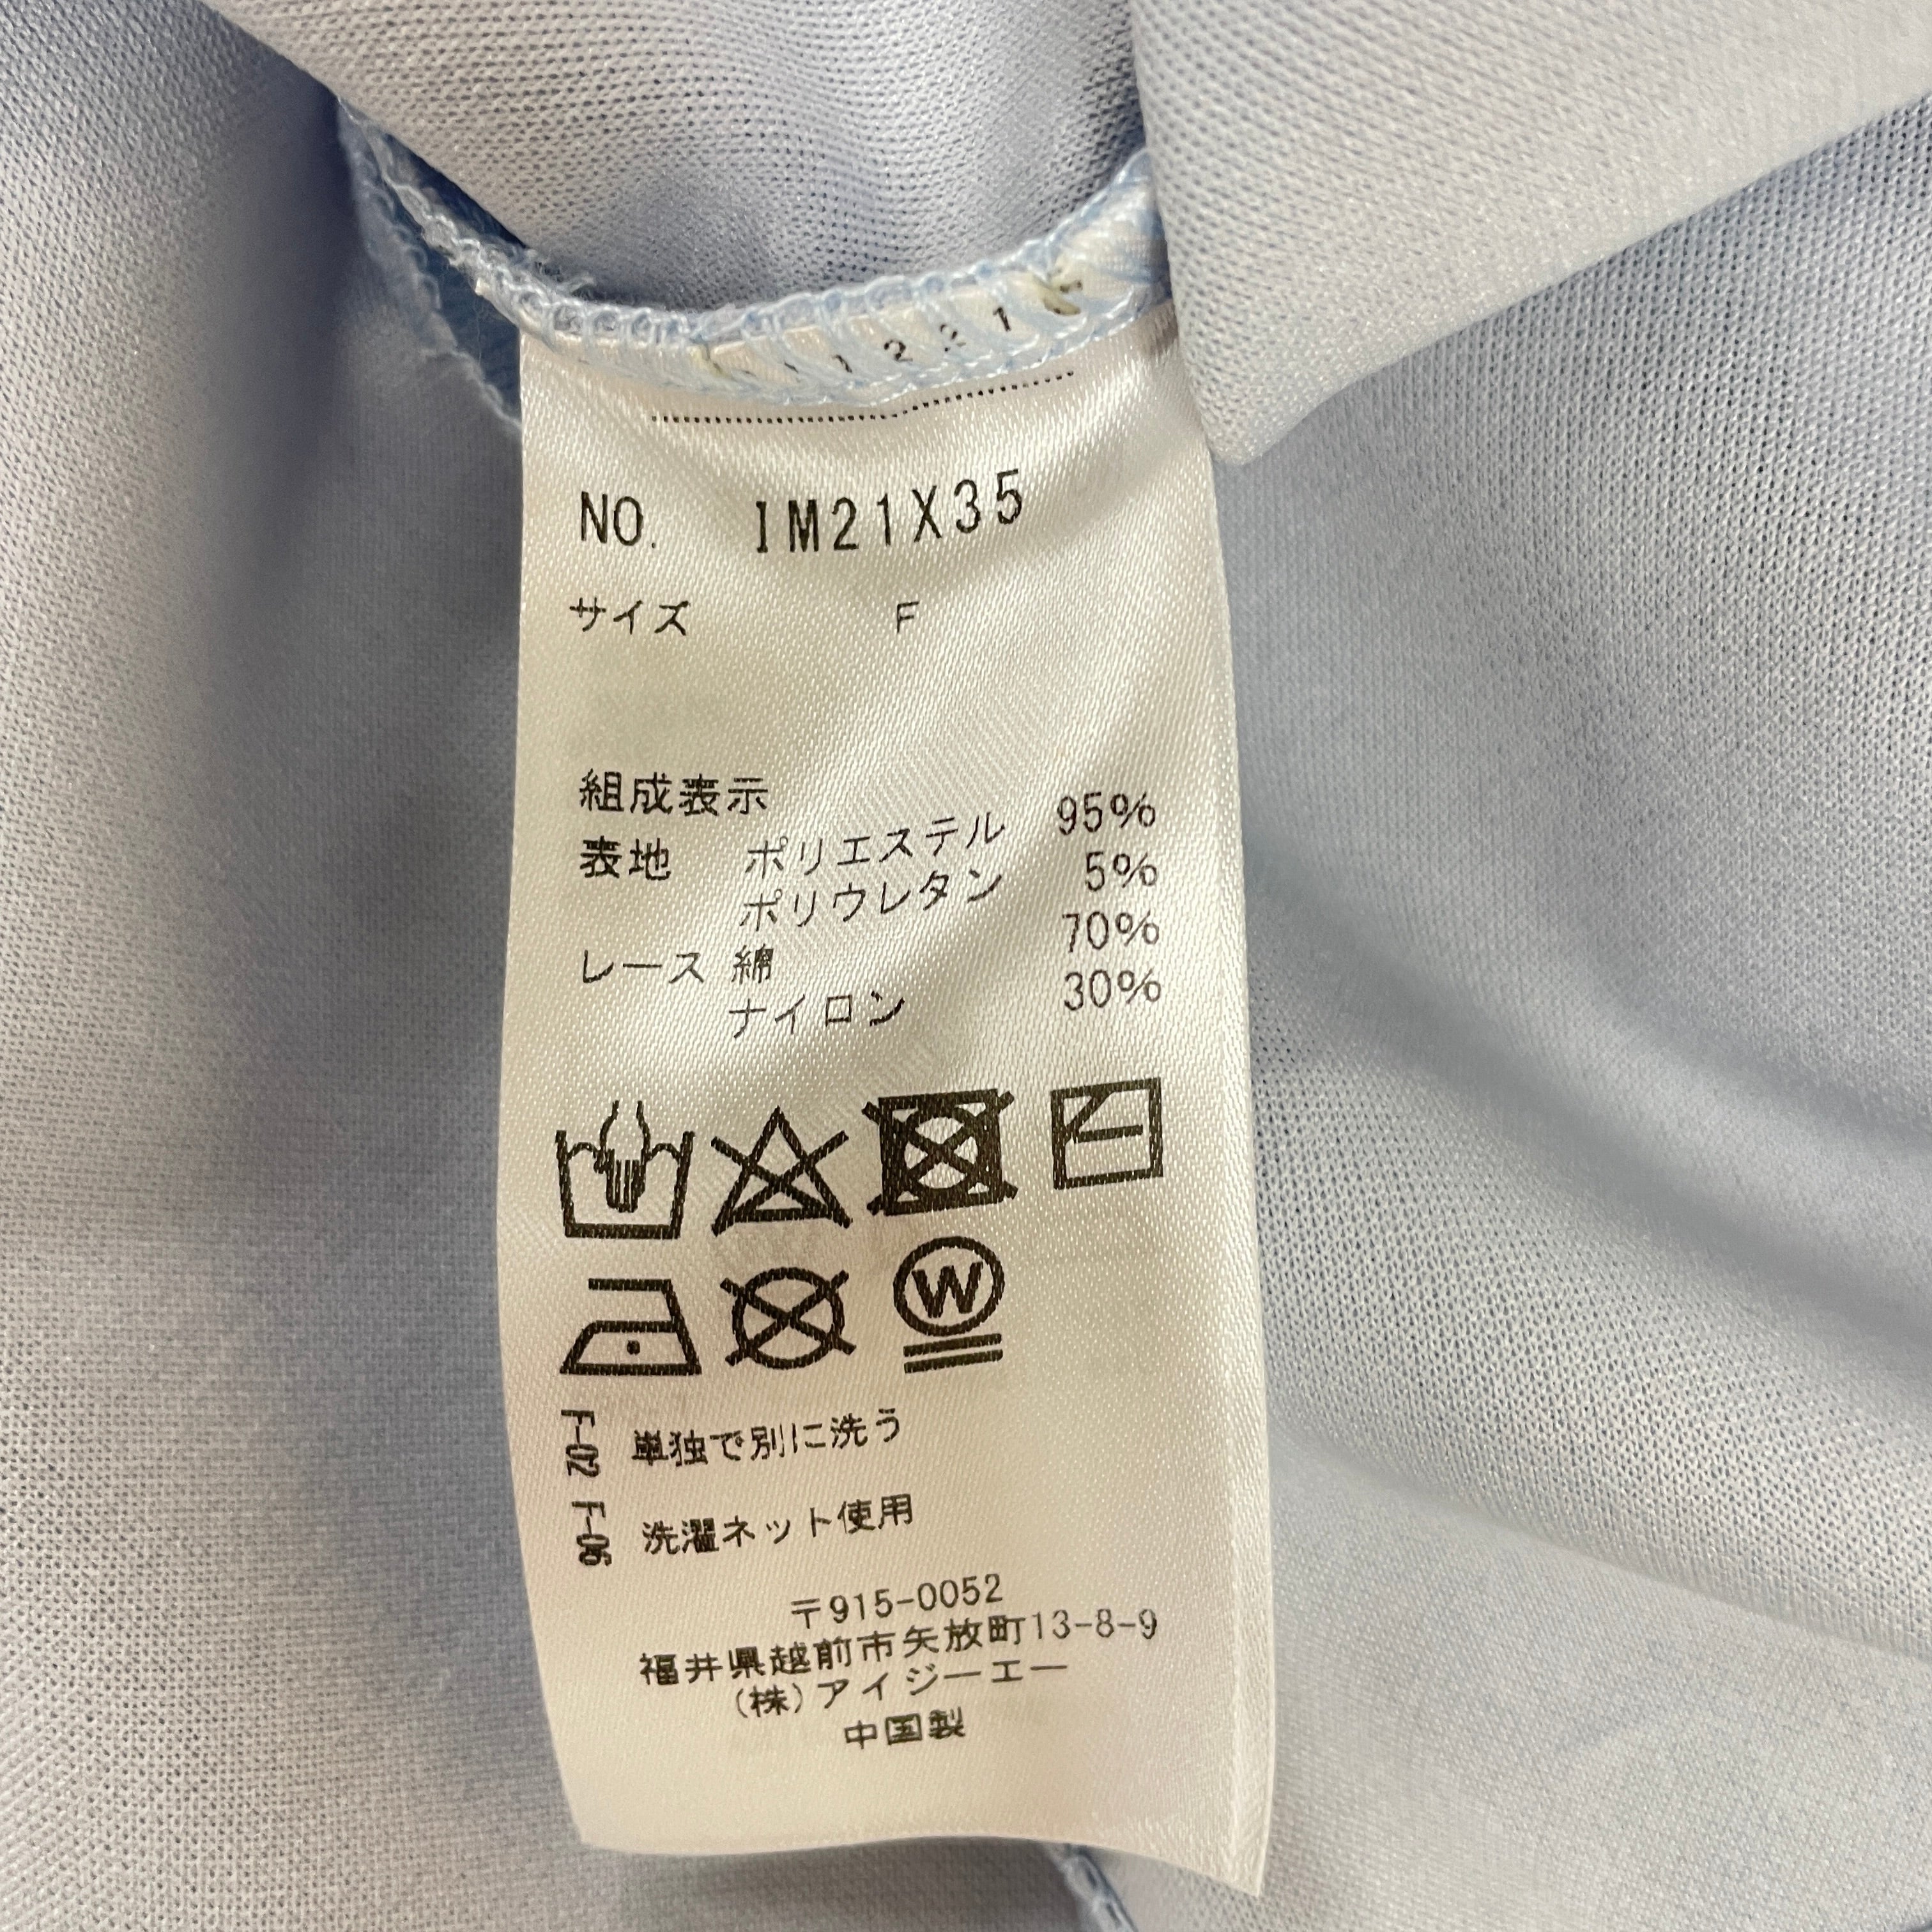 NO. IM21X35
サイズ F
組成表示
表地 ポリエステル 95%
ポリウレタン 5%
レース 綿 70%
ナイロン 30%
W
F-02 単独で別に洗う
F-06 洗濯ネット使用
〒915-0052
福井県越前市矢放町13-8-9
(株)アイジーエー
中国製